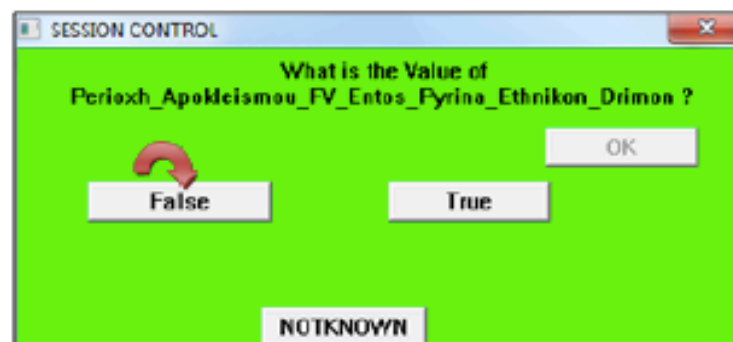 SESSION CONTROL
What is the Value of
Perioxh_Apokleismou_FV_Entos_Pyrina_Ethnikon_Drimon ?
OK
False
True
NOTKNOWN